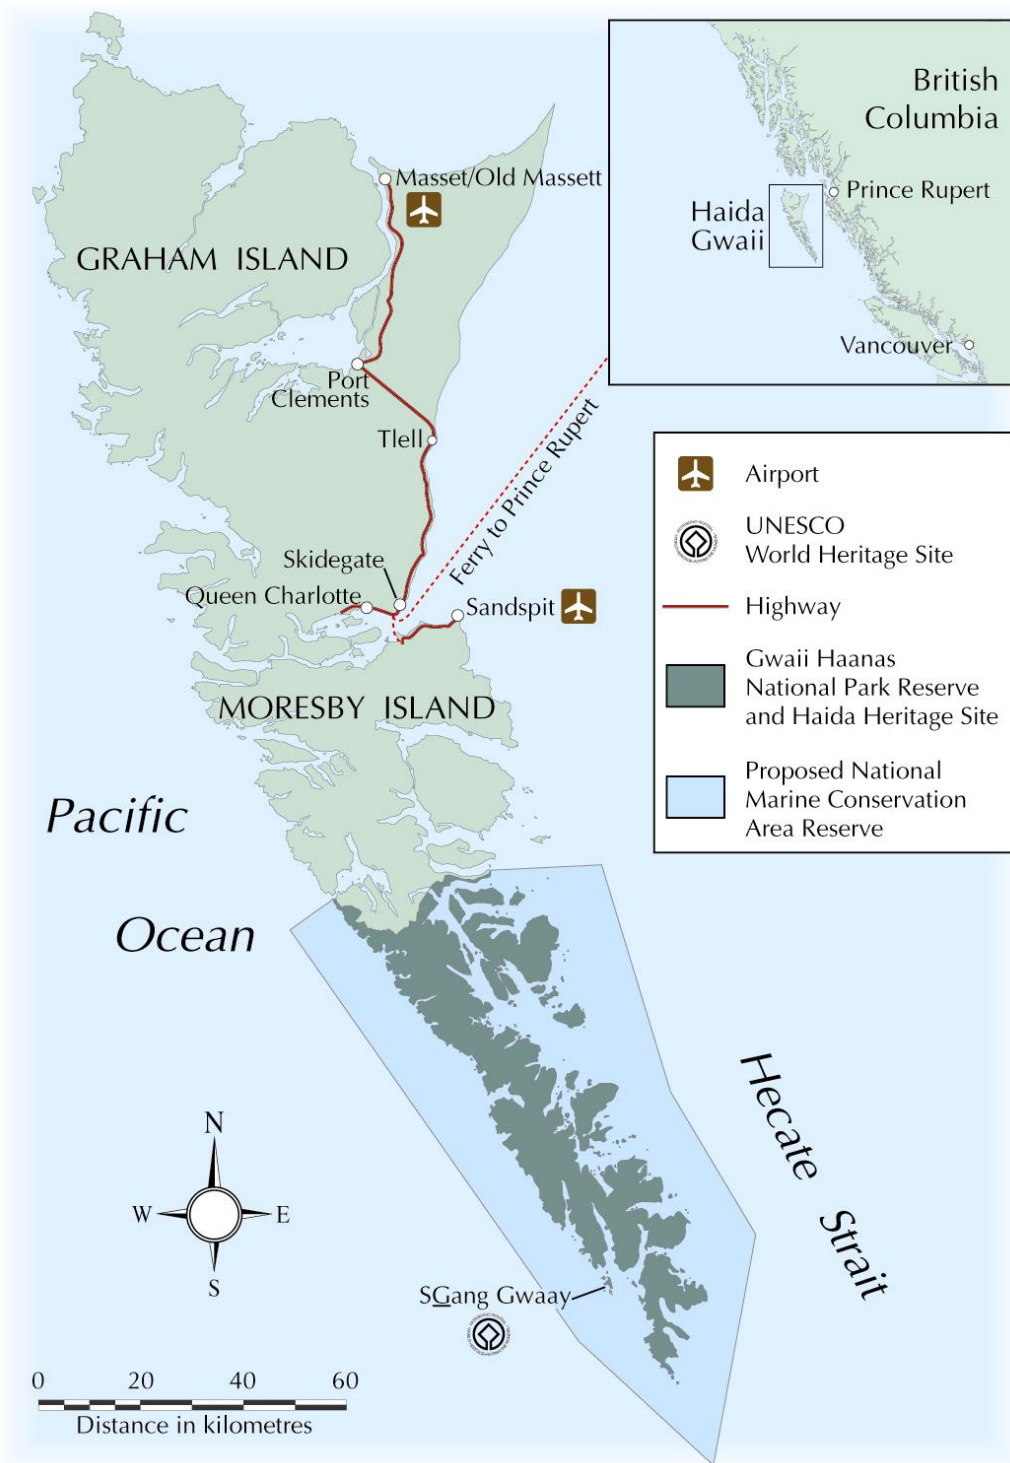 British
Columbia
Prince Rupert
Haida
Gwaii
Vancouver
Masset/Old Massett
GRAHAM ISLAND
Port
Clements
Tlell
Ferry to Prince Rupert
Skidegate
Queen Charlotte
Sandspit
MORESBY ISLAND
Airport
UNESCO
World Heritage Site
Highway
Gwaii Haanas
National Park Reserve
and Haida Heritage Site
Proposed National
Marine Conservation
Area Reserve
Pacific
Ocean
Hecate Strait
N
W
E
S
SGang Gwaay
0 20 40 60
Distance in kilometres